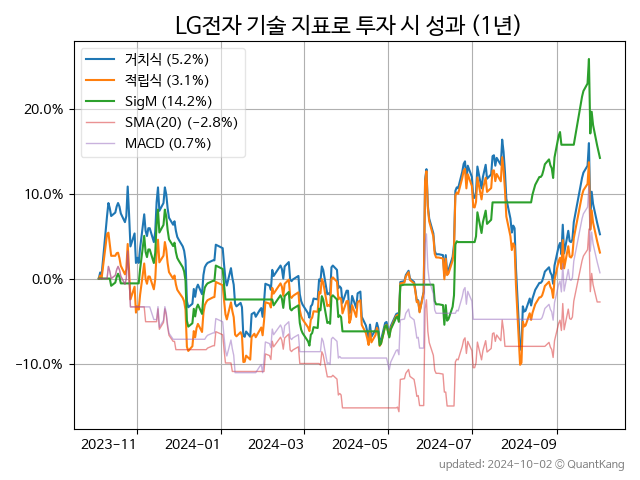 LG전자 기술 지표로 투자 시 성과 (1년)
거치식 (5.2%)
적립식 (3.1%)
SigM (14.2%)
SMA(20) (−2.8%)
MACD (0.7%)
20.0%
10.0%
0.0%
−10.0%
2023-11 2024-01 2024-03 2024-05 2024-07 2024-09
updated: 2024-10-02 © QuantKang